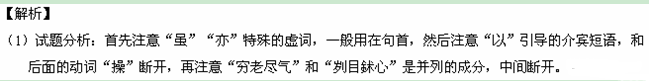 【解析】
（1）试题分析：首先注意“虽”“亦”特殊的虚词，一般用在句首，然后注意“以”引导的介宾短语，和
后面的动词“操”断开，再注意“穷老尽气”和“刿目鉥心”是并列的成分，中间断开。